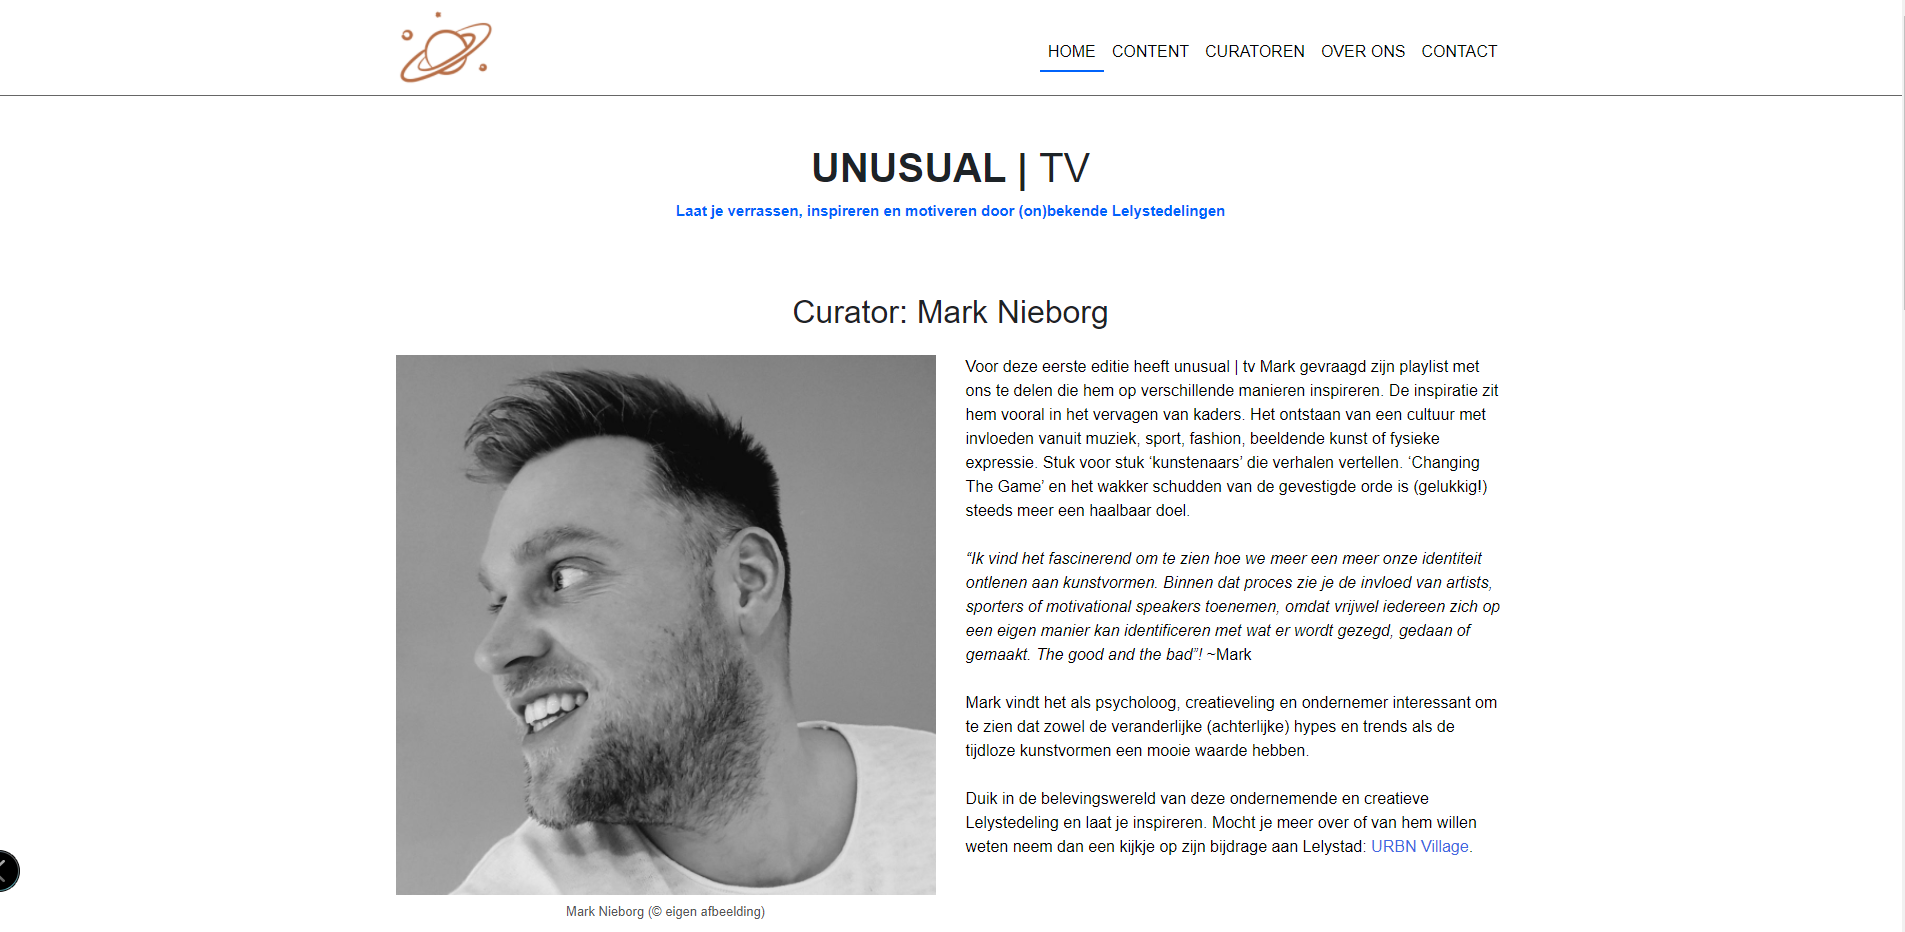 HOME CONTENT CURATOREN OVER ONS CONTACT
UNUSUAL | TV
Laat je verrassen, inspireren en motiveren door (on)bekende Lelystedelingen
Curator: Mark Nieborg
Voor deze eerste editie heeft unusual | tv Mark gevraagd zijn playlist met
ons te delen die hem op verschillende manieren inspireren. De inspiratie zit
hem vooral in het vervagen van kaders. Het ontstaan van een cultuur met
invloeden vanuit muziek, sport, fashion, beeldende kunst of fysieke
expressie. Stuk voor stuk ‘kunstenaars’ die verhalen vertellen. ‘Changing
The Game’ en het wakker schudden van de gevestigde orde is (gelukkig!)
steeds meer een haalbaar doel.
“Ik vind het fascinerend om te zien hoe we meer een meer onze identiteit
ontlenen aan kunstvormen. Binnen dat proces zie je de invloed van artists,
sporters of motivational speakers toenemen, omdat vrijwel iedereen zich op
een eigen manier kan identificeren met wat er wordt gezegd, gedaan of
gemaakt. The good and the bad”! ~Mark
Mark vindt het als psycholoog, creatieveling en ondernemer interessant om
te zien dat zowel de veranderlijke (achterlijke) hypes en trends als de
tijdloze kunstvormen een mooie waarde hebben.
Duik in de belevingswereld van deze ondernemende en creatieve
Lelystedeling en laat je inspireren. Mocht je meer over of van hem willen
weten neem dan een kijkje op zijn bijdrage aan Lelystad: URBN Village.
Mark Nieborg (© eigen afbeelding)